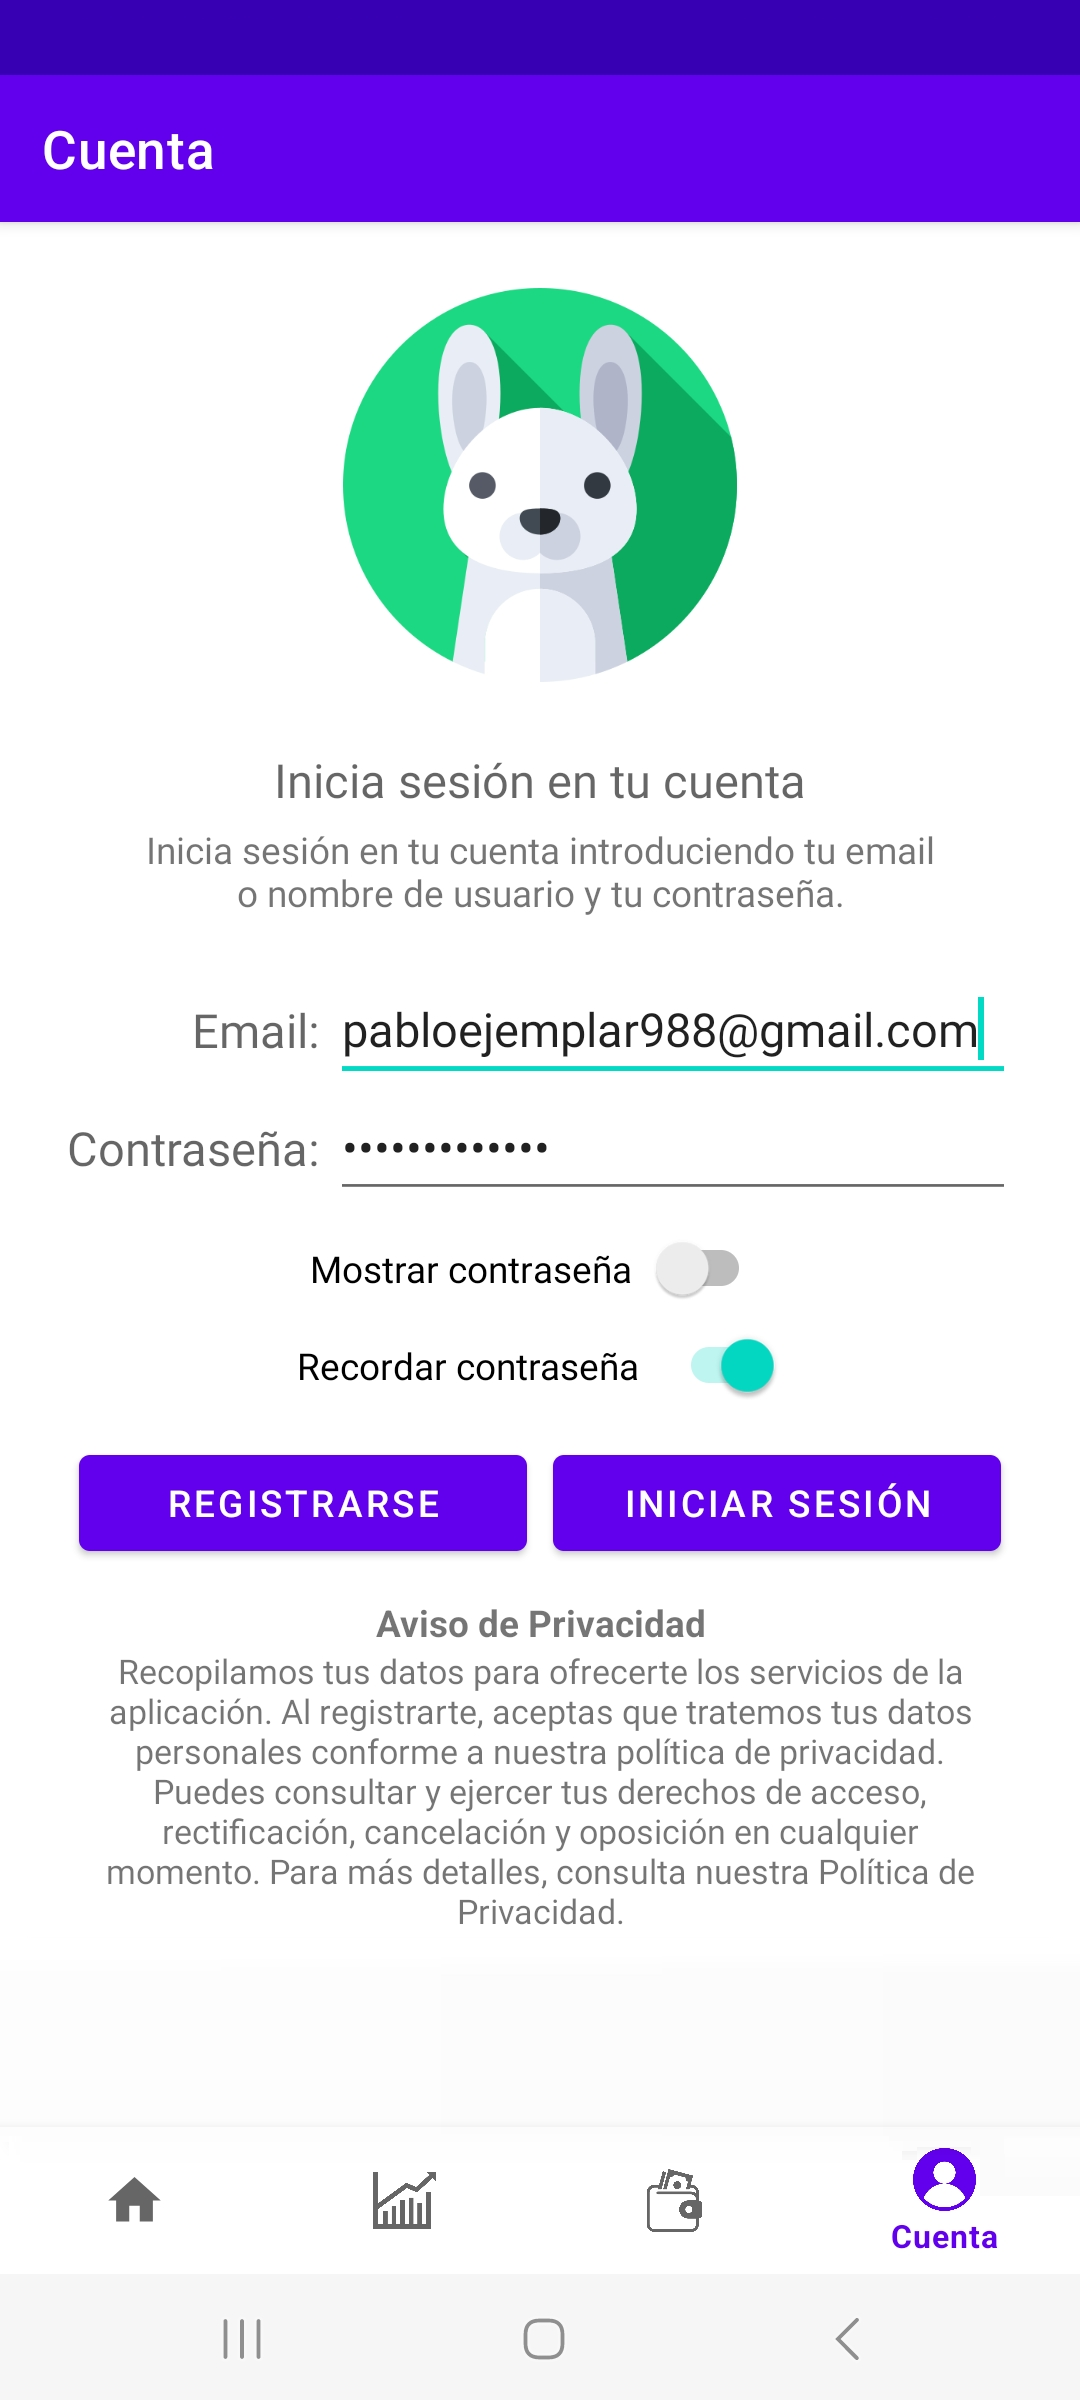 Cuenta
Inicia sesión en tu cuenta
Inicia sesión en tu cuenta introduciendo tu email
o nombre de usuario y tu contraseña.
Email: pabloejemplar988@gmail.com
Contraseña: •••••••••••••
Mostrar contraseña
Recordar contraseña
REGISTRARSE INICIAR SESIÓN
Aviso de Privacidad
Recopilamos tus datos para ofrecerte los servicios de la
aplicación. Al registrarte, aceptas que tratemos tus datos
personales conforme a nuestra política de privacidad.
Puedes consultar y ejercer tus derechos de acceso,
rectificación, cancelación y oposición en cualquier
momento. Para más detalles, consulta nuestra Política de
Privacidad.
Cuenta